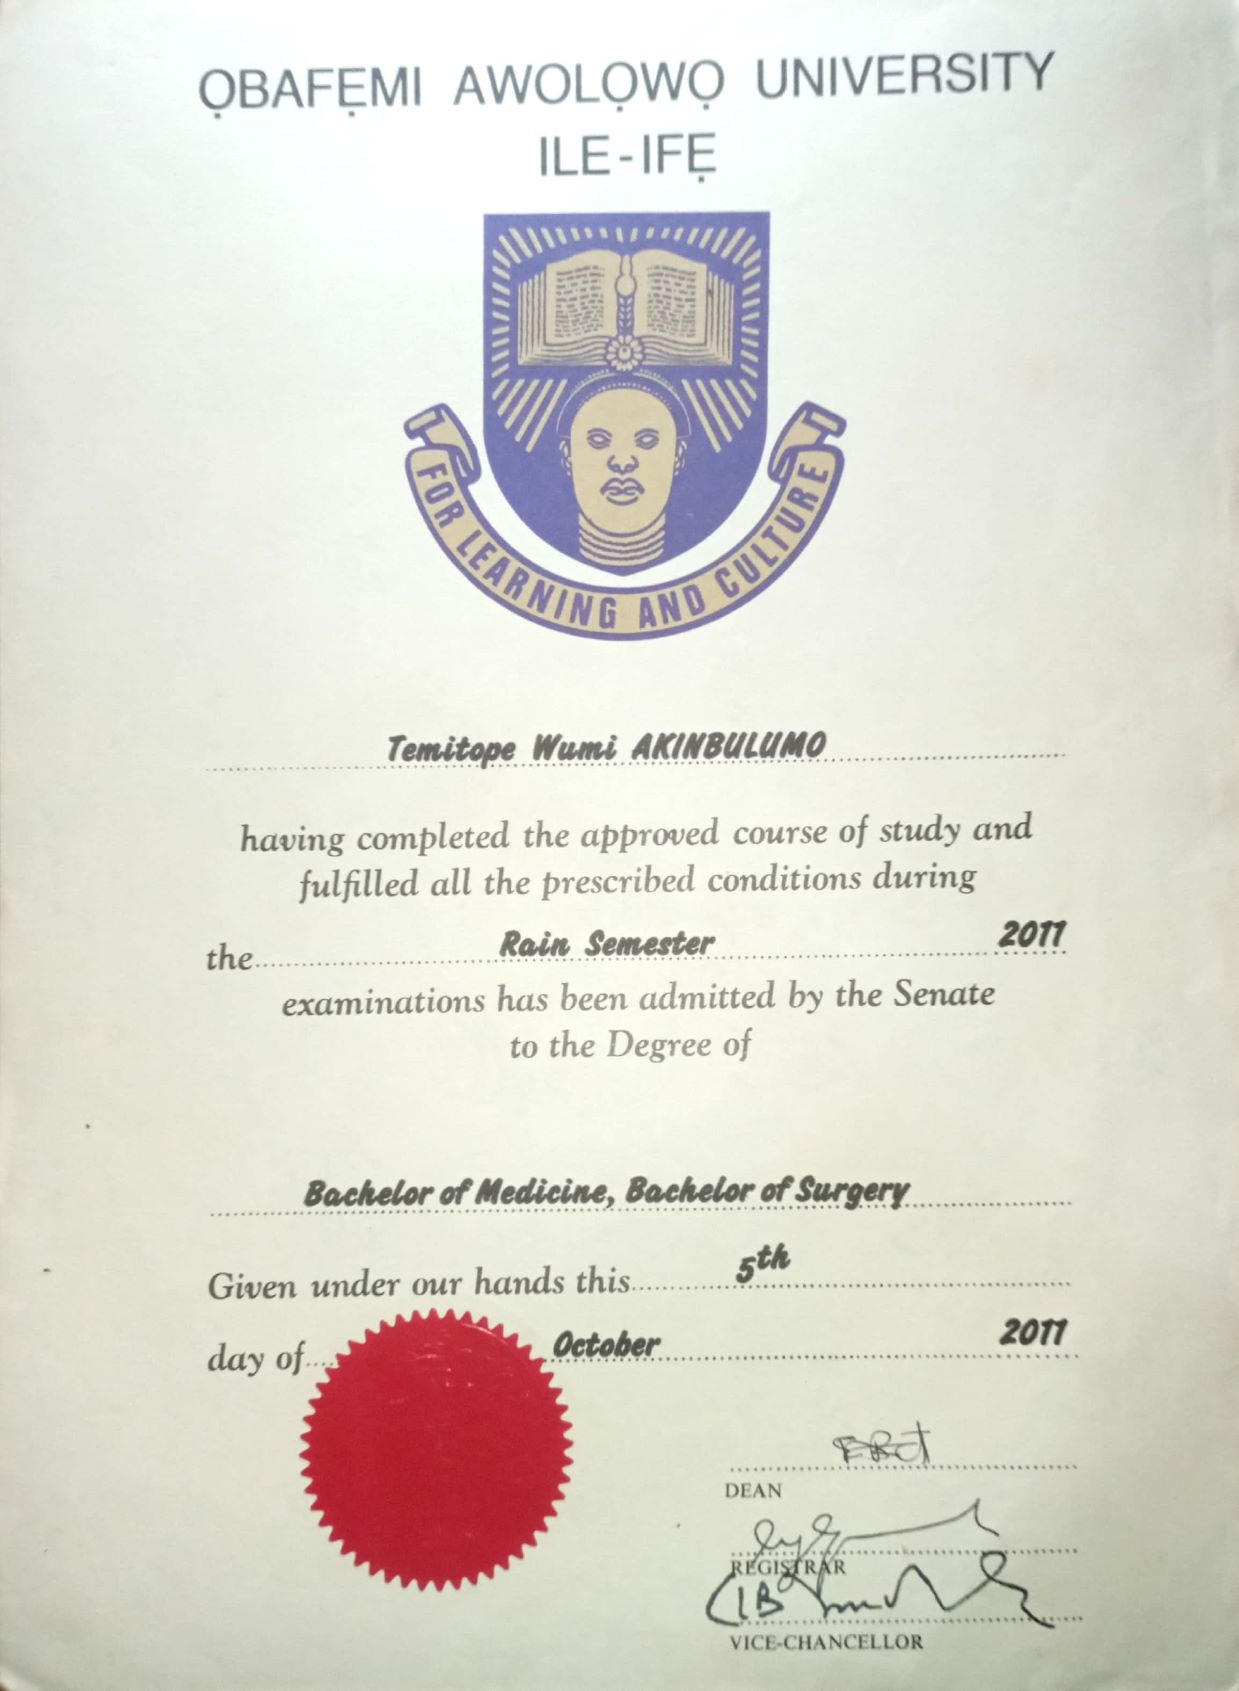 ỌBAFẸMI AWOLỌWỌ UNIVERSITY
ILE-IFẸ
FOR LEARNING AND CULTURE
Temitope Wumi AKINBULUMO
having completed the approved course of study and
fulfilled all the prescribed conditions during
the Rain Semester 2011
examinations has been admitted by the Senate
to the Degree of
Bachelor of Medicine, Bachelor of Surgery
Given under our hands this 5th
day of October 2011
DEAN
REGISTRAR
VICE-CHANCELLOR